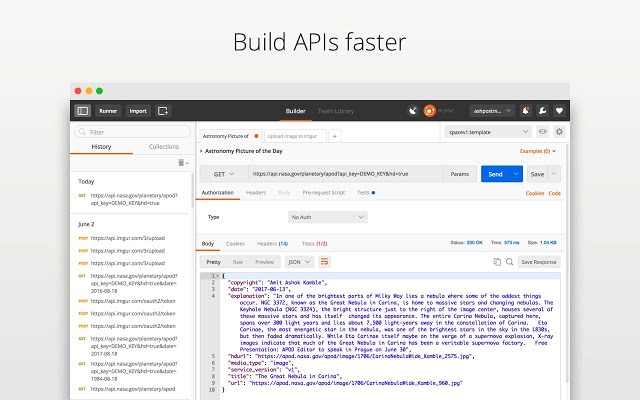 Build APIs faster
Runner
Import
Builder
Team Library
IN SYNC
ashpostm...
Filter
History
Collections
Today
GET https://api.nasa.gov/planetary/apod?
api_key=DEMO_KEY&hd=true
June 2
POST https://api.imgur.com/3/upload
POST https://api.imgur.com/3/upload
POST https://api.imgur.com/3/upload
GET https://api.nasa.gov/planetary/apod?
api_key=DEMO_KEY&hd=true&date=
2015-08-18
POST https://api.imgur.com/oauth2/token
POST https://api.imgur.com/oauth2/token
POST https://api.imgur.com/oauth2/token
GET https://api.nasa.gov/planetary/apod?
api_key=DEMO_KEY&hd=true&date=
2017-08-18
GET https://api.nasa.gov/planetary/apod?
api_key=DEMO_KEY&hd=true&date=
1984-08-18
GET https://api.nasa.gov/planetary/apod
Astronomy Picture of
Upload image to imgur
+
spacex1.template
Astronomy Picture of the Day
Examples (0)
GET
https://api.nasa.gov/planetary/apod?api_key=DEMO_KEY&hd=true
Params
Send
Save
Authorization
Headers
Body
Pre-request Script
Tests
Cookies
Code
Type
No Auth
Body
Cookies
Headers (14)
Tests (1/2)
Status: 200 OK
Time: 573 ms
Size: 1.04 KB
Pretty
Raw
Preview
JSON
Save Response
1 {
2 "copyright": "Amit Ashok Kamble",
3 "date": "2017-06-13",
4 "explanation": "In one of the brightest parts of Milky Way lies a nebula where some of the oddest things
occur. NGC 3372, known as the Great Nebula in Carina, is home to massive stars and changing nebulas. The
Keyhole Nebula (NGC 3324), the bright structure just to the right of the image center, houses several of
these massive stars and has itself changed its appearance. The entire Carina Nebula, captured here,
spans over 300 light years and lies about 7,500 light-years away in the constellation of Carina. Eta
Carinae, the most energetic star in the nebula, was one of the brightest stars in the sky in the 1830s,
but then faded dramatically. While Eta Carinae itself maybe on the verge of a supernova explosion, X-ray
images indicate that much of the Great Nebula in Carina has been a veritable supernova factory. Free
Presentation: APOD Editor to speak in Prague on June 30",
5 "hdurl": "https://apod.nasa.gov/apod/image/1706/CarinaNebulaWide_Kamble_2575.jpg",
6 "media_type": "image",
7 "service_version": "v1",
8 "title": "The Great Nebula in Carina",
9 "url": "https://apod.nasa.gov/apod/image/1706/CarinaNebulaWide_Kamble_960.jpg"
10 }